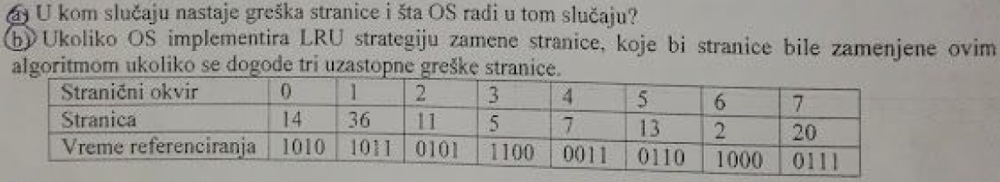 a) U kom slučaju nastaje greška stranice i šta OS radi u tom slučaju?
b) Ukoliko OS implementira LRU strategiju zamene stranice, koje bi stranice bile zamenjene ovim
algoritmom ukoliko se dogode tri uzastopne greške stranice.
Stranični okvir 0 1 2 3 4 5 6 7
Stranica 14 36 11 5 7 13 2 20
Vreme referenciranja 1010 1011 0101 1100 0011 0110 1000 0111